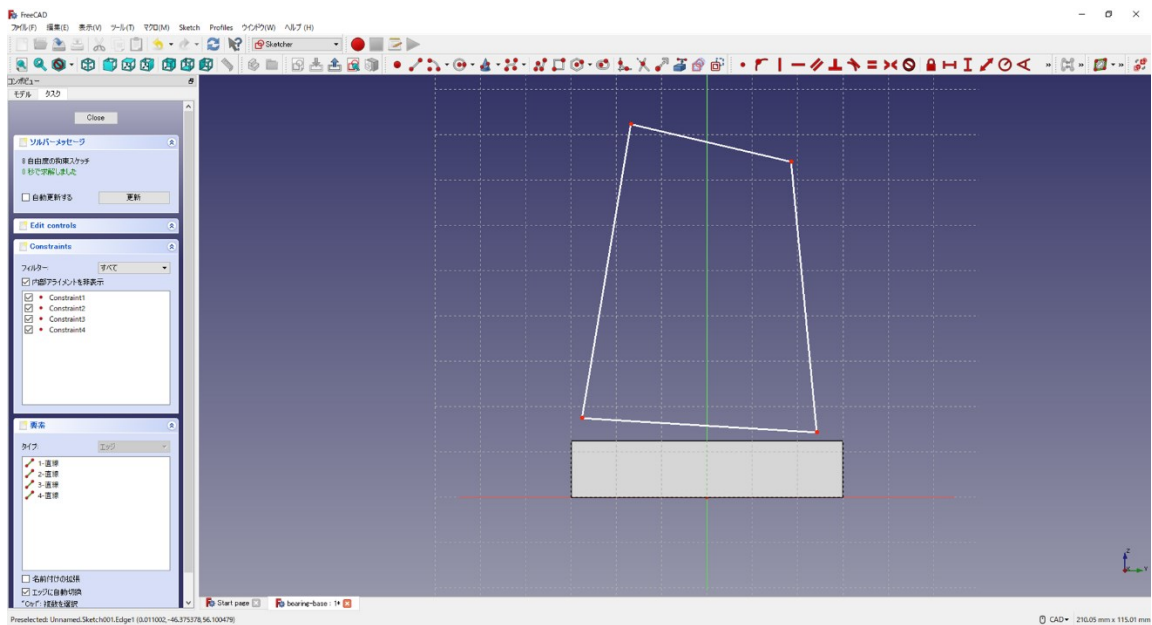 FreeCAD
ファイル(F) 編集(E) 表示(V) ツール(T) マクロ(M) Sketch Profiles ウインドウ(W) ヘルプ(H)
Sketcher
コンボビュー
モデル タスク
Close
ソルバーメッセージ
8 自由度の拘束スケッチ
0 秒で求解しました
自動更新する 更新
Edit controls
Constraints
フィルター: すべて
内部アライメントを非表示
Constraint1
Constraint2
Constraint3
Constraint4
要素
タイプ: エッジ
1-直線
2-直線
3-直線
4-直線
名前付けの拡張
エッジに自動切換
"Ctrl": 複数を選択
Z
Y
Start page bearing-base : 1*
Preselected: Unnamed.Sketch001.Edge1 (0.011002,-46.375378,56.100479) CAD 210.05 mm x 115.01 mm